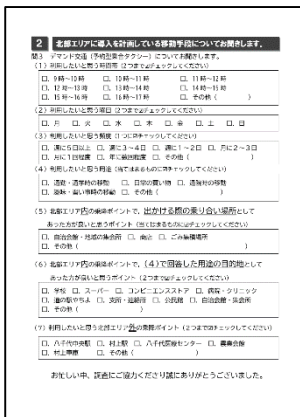 2 北部エリアに導入を計画している移動手段についてお聞きします。
問3 デマンド交通（予約型乗合タクシー）についてお聞きします。
（1）利用したいと思う時間帯（2つまで☑チェックしてください）
□．9時～10時 □．10時～11時 □．11時～12時
□．12時～13時 □．13時～14時 □．14時～15時
□．15時～16時 □．16時～17時 □．その他（ ）
（2）利用したいと思う曜日（2つまで☑チェックしてください）
□．月 □．火 □．水 □．木 □．金 □．土 □．日
（3）利用したいと思う頻度（1つに☑チェックしてください）
□．週に5日以上 □．週に3～4日 □．週に1～2日 □．月に2～3日
□．月に1回程度 □．年に数回程度 □．その他（ ）
（4）利用したいと思う用途（当てはまるものに☑チェックしてください）
□．通勤・通学時の移動 □．日常の買い物 □．通院時の移動
□．趣味・習い事時の移動 □．その他（ ）
（5）北部エリア内の乗降ポイントで、出かける際の乗り合い場所として
あった方が良いと思うポイント（当てはまるものに☑チェックしてください）
□．自治会館・地域の集会所 □．商店 □．ごみ集積場所
□．その他（ ）
（6）北部エリア内の乗降ポイントで、（4）で回答した用途の目的地として
あった方が良いと思うポイント（2つまで☑チェックしてください）
□．学校 □．スーパー □．コンビニエンスストア □．病院・クリニック
□．道の駅やちよ □．支所・連絡所 □．公民館 □．自治会館・集会所
□．その他（ ）
（7）利用したいと思う北部エリア外の乗降ポイント（2つまで☑チェックしてください）
□．八千代中央駅 □．村上駅 □．八千代医療センター □．
□．村上 □．その他（ ）
お忙しい中、調査にご協力くださり誠にありがとうございました。